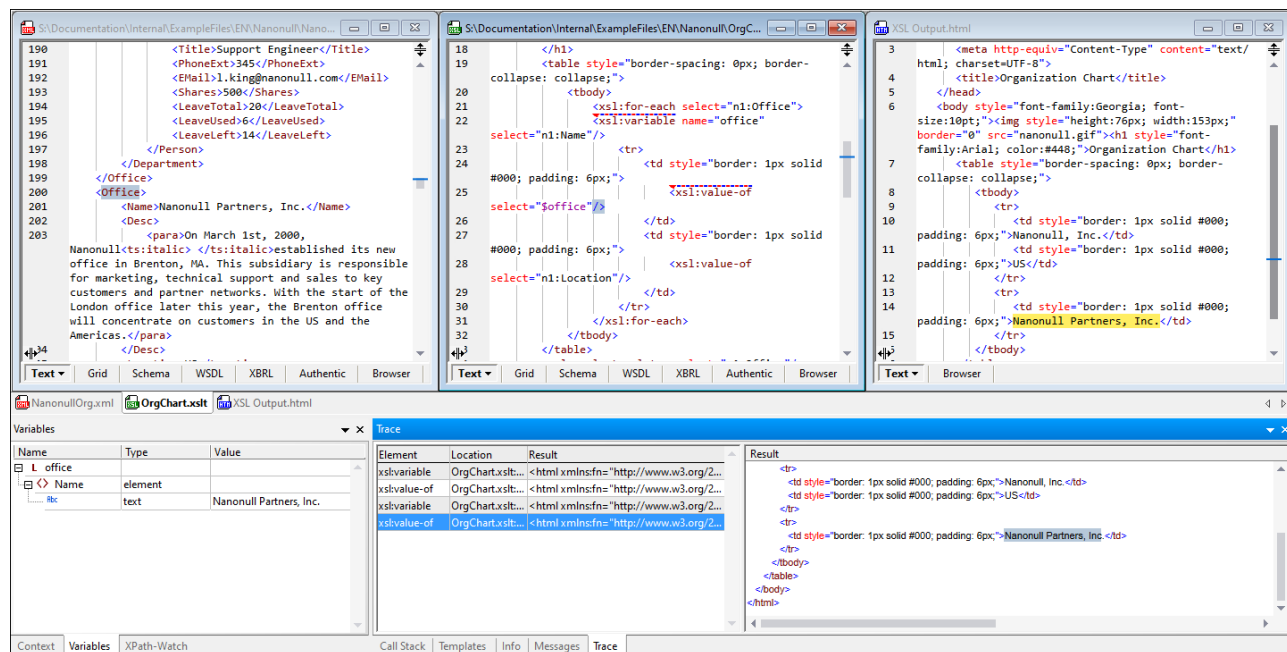 S:\Documentation\Internal\ExampleFiles\EN\Nanonull\Nano...
190 <Title>Support Engineer</Title>
191 <PhoneExt>345</PhoneExt>
192 <EMail>l.king@nanonull.com</EMail>
193 <Shares>500</Shares>
194 <LeaveTotal>20</LeaveTotal>
195 <LeaveUsed>6</LeaveUsed>
196 <LeaveLeft>14</LeaveLeft>
197 </Person>
198 </Department>
199 </Office>
200 <Office>
201 <Name>Nanonull Partners, Inc.</Name>
202 <Desc>
203 <para>On March 1st, 2000,
Nanonull<ts:italic> </ts:italic>established its new
office in Brenton, MA. This subsidiary is responsible
for marketing, technical support and sales to key
customers and partner networks. With the start of the
London office later this year, the Brenton office
will concentrate on customers in the US and the
Americas.</para>
</Desc>
Text Grid Schema WSDL XBRL Authentic Browser
S:\Documentation\Internal\ExampleFiles\EN\Nanonull\OrgC...
18 </h1>
19 <table style="border-spacing: 0px; border-
collapse: collapse;">
20 <tbody>
21 <xsl:for-each select="n1:Office">
22 <xsl:variable name="office"
select="n1:Name"/>
23 <tr>
24 <td style="border: 1px solid
#000; padding: 6px;">
25 <xsl:value-of
select="$office"/>
26 </td>
27 <td style="border: 1px solid
#000; padding: 6px;">
28 <xsl:value-of
select="n1:Location"/>
29 </td>
30 </tr>
31 </xsl:for-each>
32 </tbody>
</table>
Text Grid Schema WSDL XBRL Authentic Browser
XSL Output.html
3 <meta http-equiv="Content-Type" content="text/
html; charset=UTF-8">
4 <title>Organization Chart</title>
5 </head>
6 <body style="font-family:Georgia; font-
size:10pt;"><img style="height:76px; width:153px;"
border="0" src="nanonull.gif"><h1 style="font-
family:Arial; color:#448;">Organization Chart</h1>
7 <table style="border-spacing: 0px; border-
collapse: collapse;">
8 <tbody>
9 <tr>
10 <td style="border: 1px solid #000;
padding: 6px;">Nanonull, Inc.</td>
11 <td style="border: 1px solid #000;
padding: 6px;">US</td>
12 </tr>
13 <tr>
14 <td style="border: 1px solid #000;
padding: 6px;">Nanonull Partners, Inc.</td>
15 </tr>
</tbody>
Text Browser
NanonullOrg.xml OrgChart.xslt XSL Output.html
Variables
Name Type Value
L office
Name element
Abc text Nanonull Partners, Inc.
Context Variables XPath-Watch
Trace
Element Location Result
xsl:variable OrgChart.xslt:... <html xmlns:fn="http://www.w3.org/2...
xsl:value-of OrgChart.xslt:... <html xmlns:fn="http://www.w3.org/2...
xsl:variable OrgChart.xslt:... <html xmlns:fn="http://www.w3.org/2...
xsl:value-of OrgChart.xslt:... <html xmlns:fn="http://www.w3.org/2...
Result
<tr>
<td style="border: 1px solid #000; padding: 6px;">Nanonull, Inc.</td>
<td style="border: 1px solid #000; padding: 6px;">US</td>
</tr>
<tr>
<td style="border: 1px solid #000; padding: 6px;">Nanonull Partners, Inc.</td>
</tr>
</tbody>
</table>
</body>
</html>
Call Stack Templates Info Messages Trace